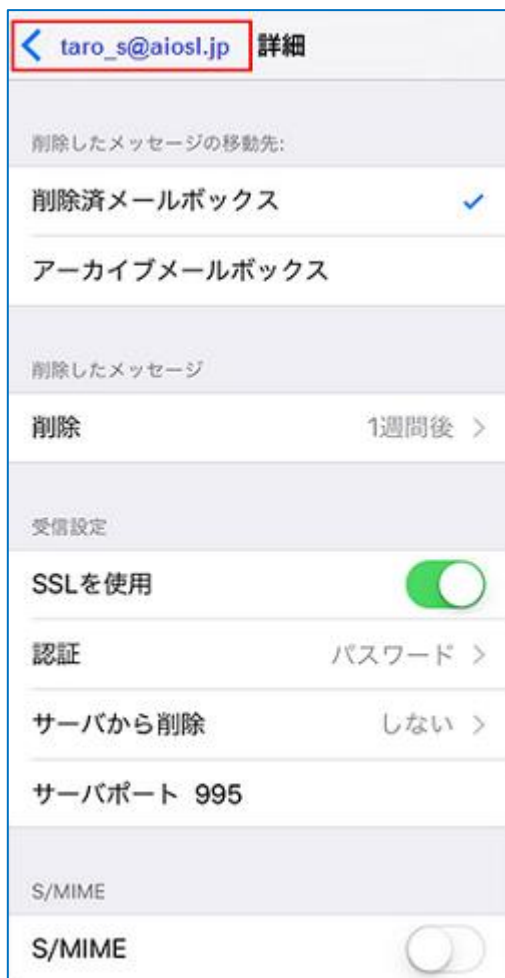 taro_s@aiosl.jp 詳細
削除したメッセージの移動先:
削除済メールボックス
アーカイブメールボックス
削除したメッセージ
削除 1週間後
受信設定
SSLを使用
認証 パスワード
サーバから削除 しない
サーバポート 995
S/MIME
S/MIME